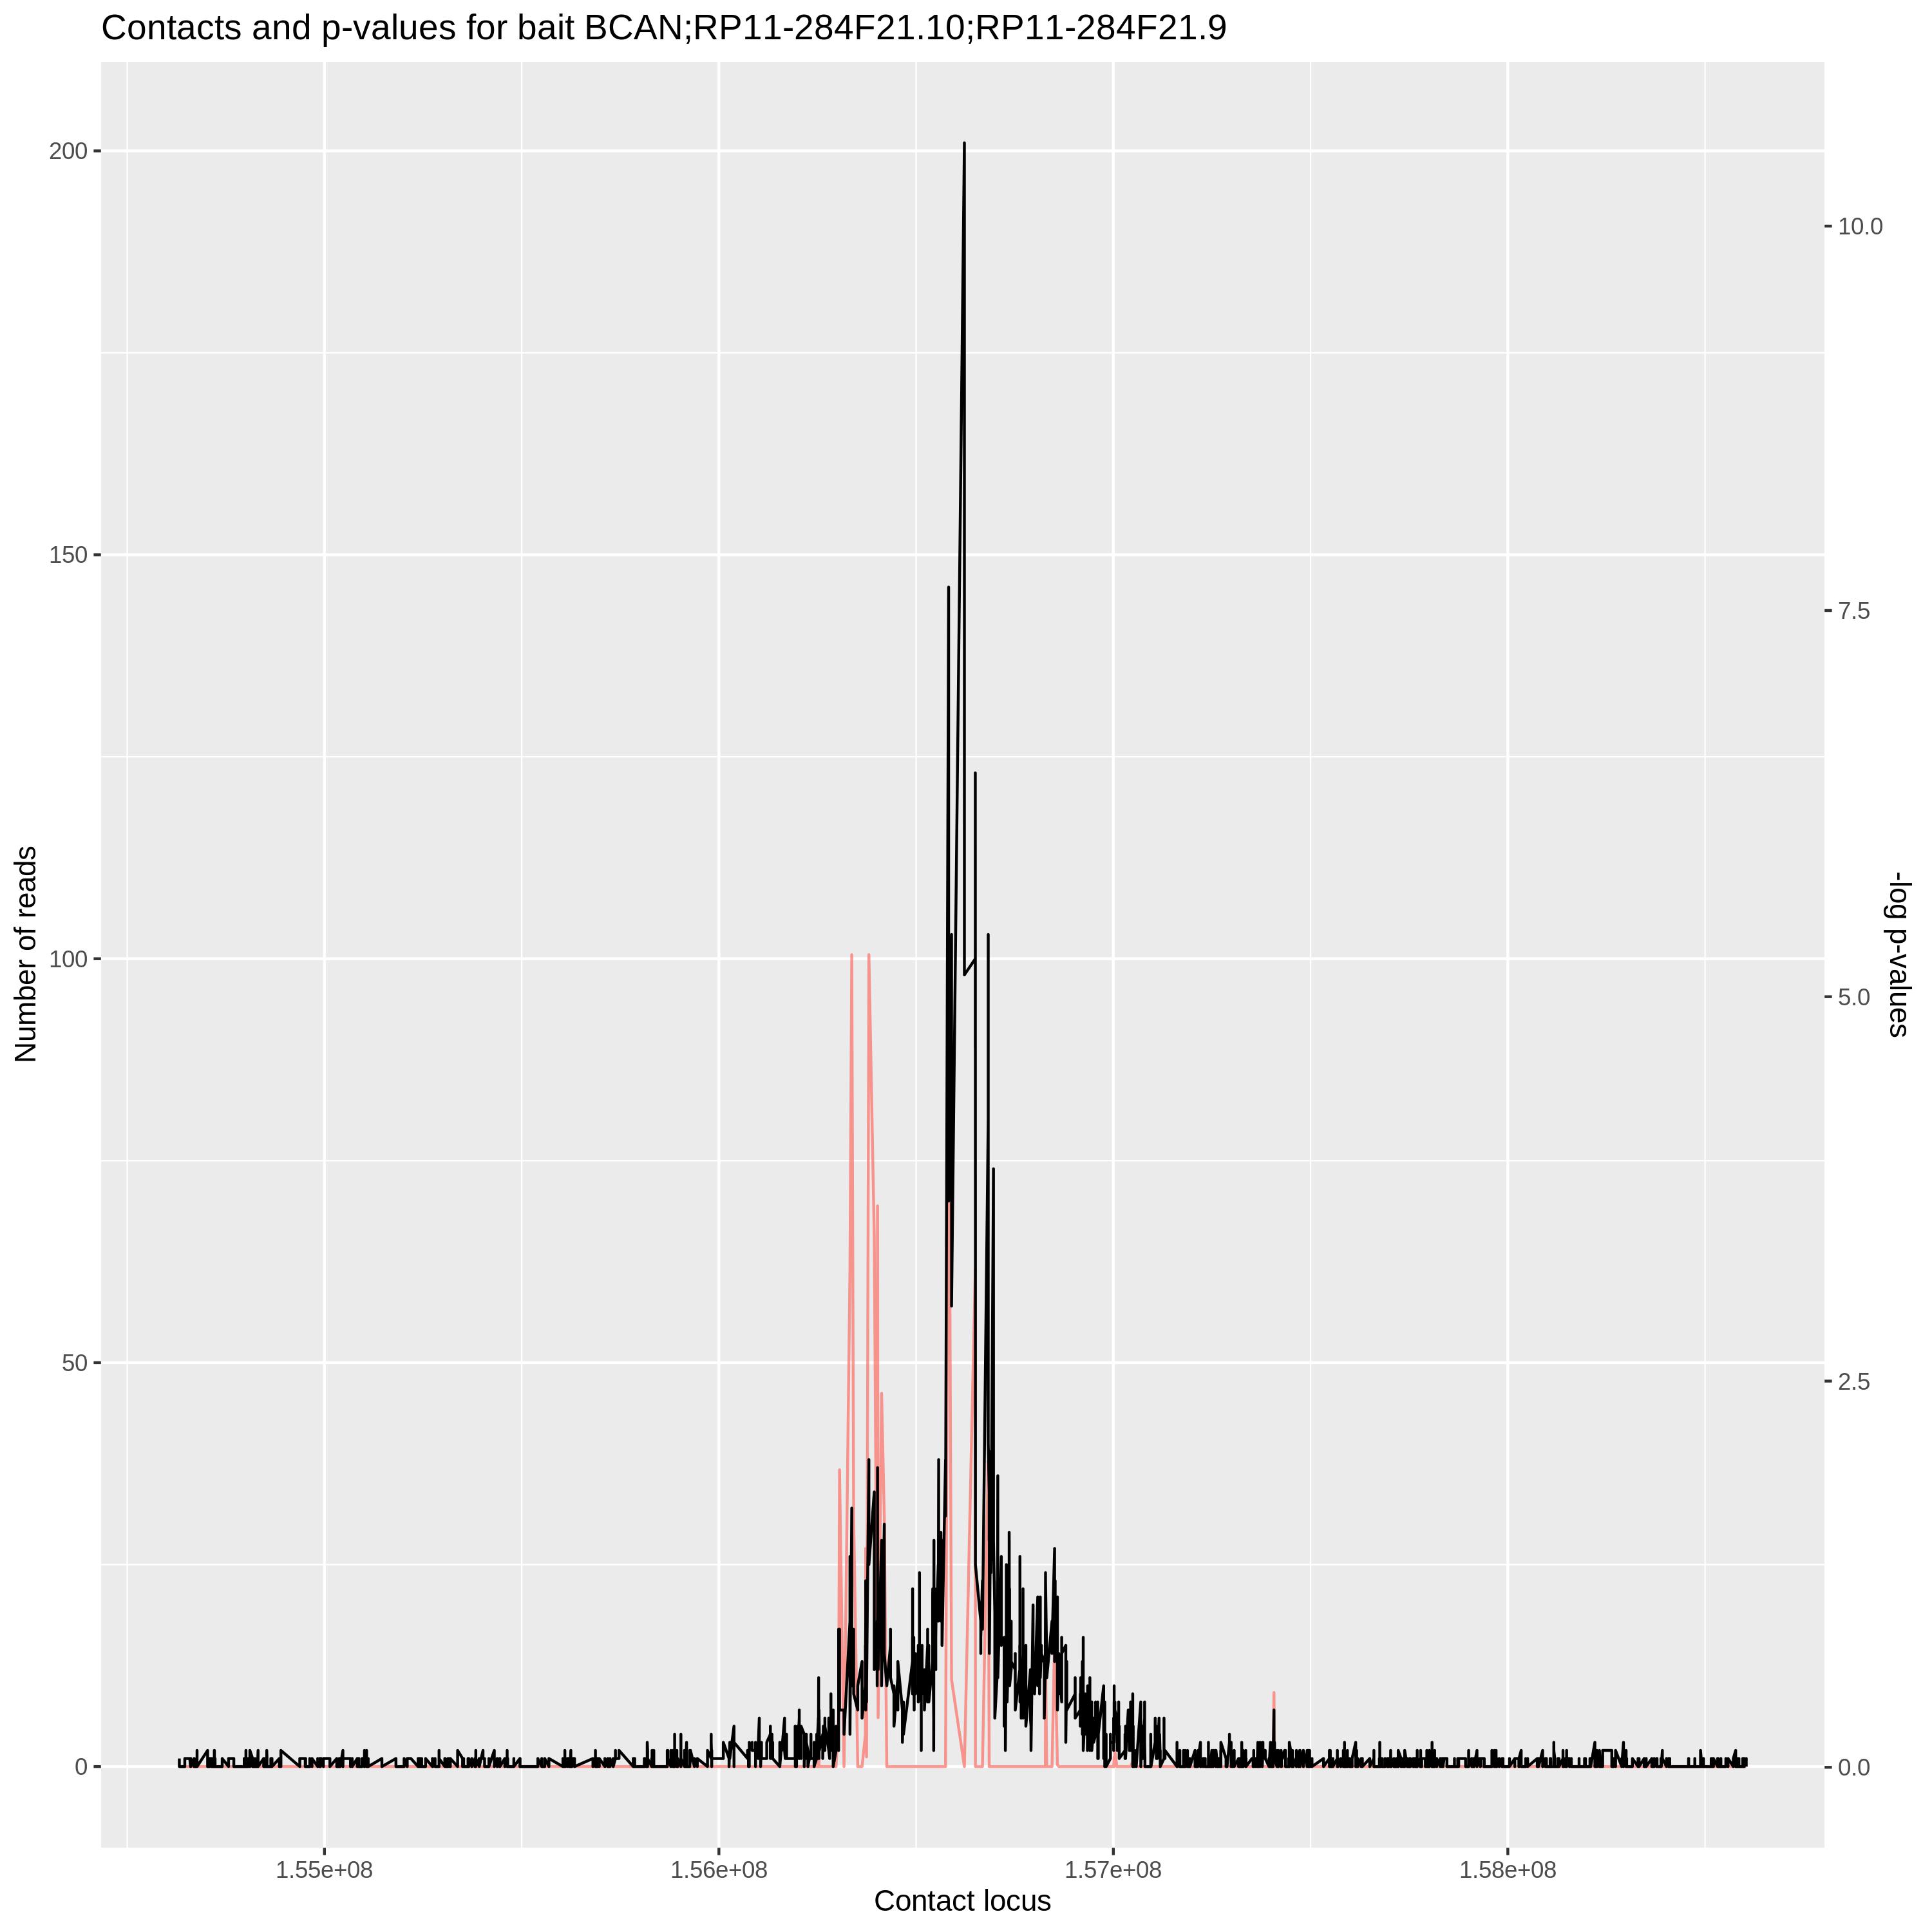 Contacts and p-values for bait BCAN;RP11-284F21.10;RP11-284F21.9
200
150
100
50
0
Number of reads
10.0
7.5
5.0
2.5
0.0
-log p-values
1.55e+08
1.56e+08
1.57e+08
1.58e+08
Contact locus